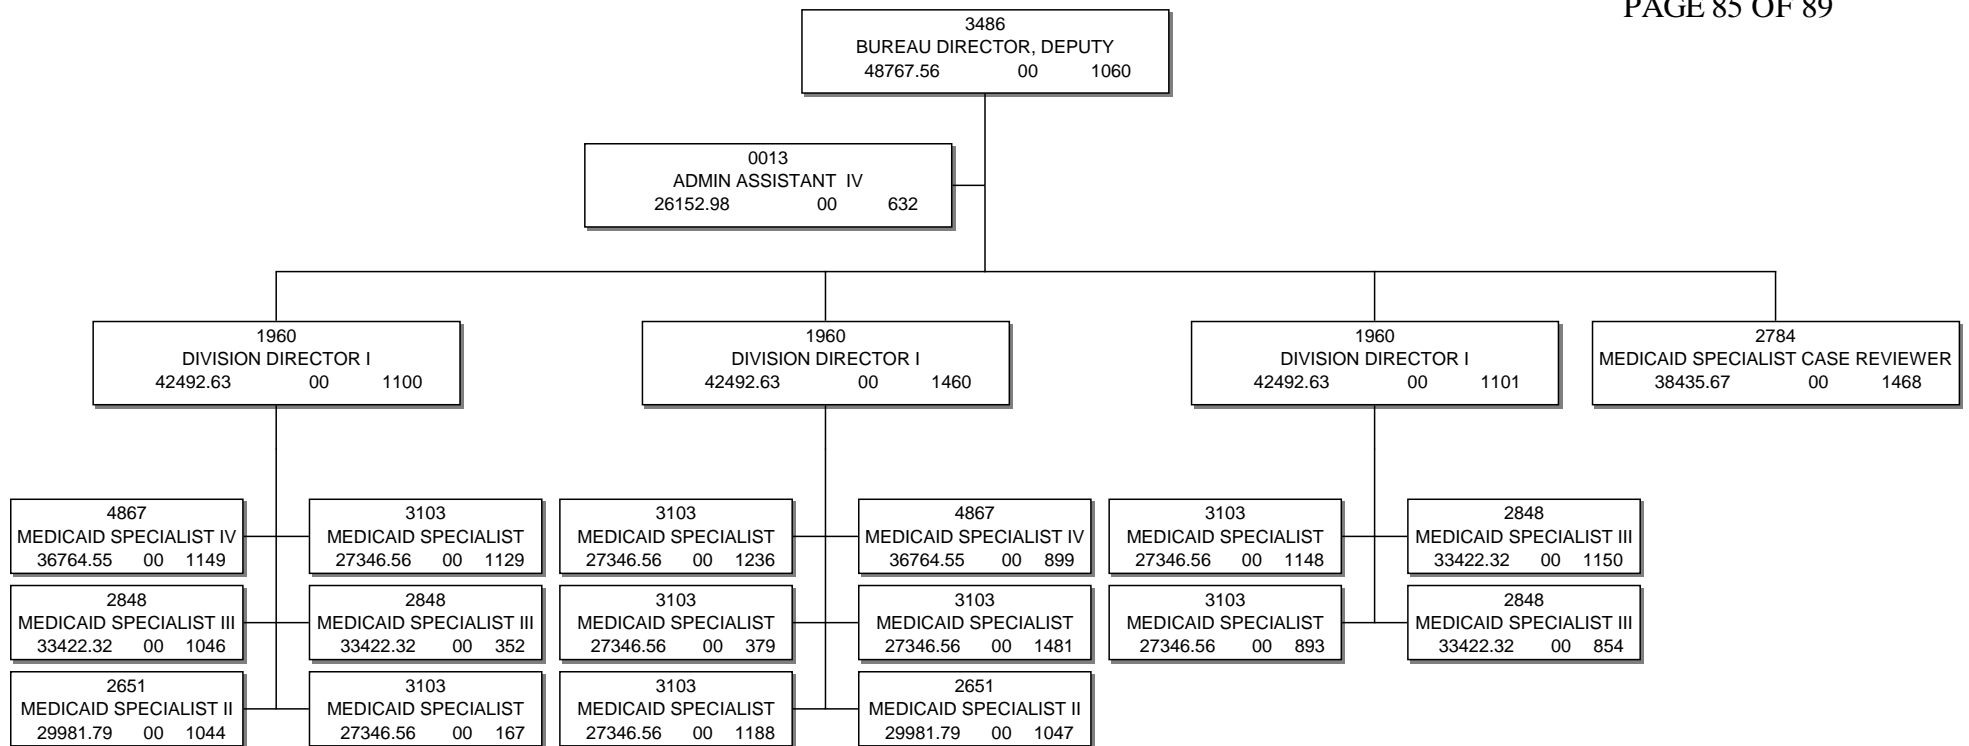 PAGE 85 OF 89
3486
BUREAU DIRECTOR, DEPUTY
48767.56 00 1060
0013
ADMIN ASSISTANT IV
26152.98 00 632
1960
DIVISION DIRECTOR I
42492.63 00 1100
1960
DIVISION DIRECTOR I
42492.63 00 1460
1960
DIVISION DIRECTOR I
42492.63 00 1101
2784
MEDICAID SPECIALIST CASE REVIEWER
38435.67 00 1468
4867
MEDICAID SPECIALIST IV
36764.55 00 1149
3103
MEDICAID SPECIALIST
27346.56 00 1129
3103
MEDICAID SPECIALIST
27346.56 00 1236
4867
MEDICAID SPECIALIST IV
36764.55 00 899
3103
MEDICAID SPECIALIST
27346.56 00 1148
2848
MEDICAID SPECIALIST III
33422.32 00 1150
2848
MEDICAID SPECIALIST III
33422.32 00 1046
2848
MEDICAID SPECIALIST III
33422.32 00 352
3103
MEDICAID SPECIALIST
27346.56 00 379
3103
MEDICAID SPECIALIST
27346.56 00 1481
3103
MEDICAID SPECIALIST
27346.56 00 893
2848
MEDICAID SPECIALIST III
33422.32 00 854
2651
MEDICAID SPECIALIST II
29981.79 00 1044
3103
MEDICAID SPECIALIST
27346.56 00 167
3103
MEDICAID SPECIALIST
27346.56 00 1188
2651
MEDICAID SPECIALIST II
29981.79 00 1047